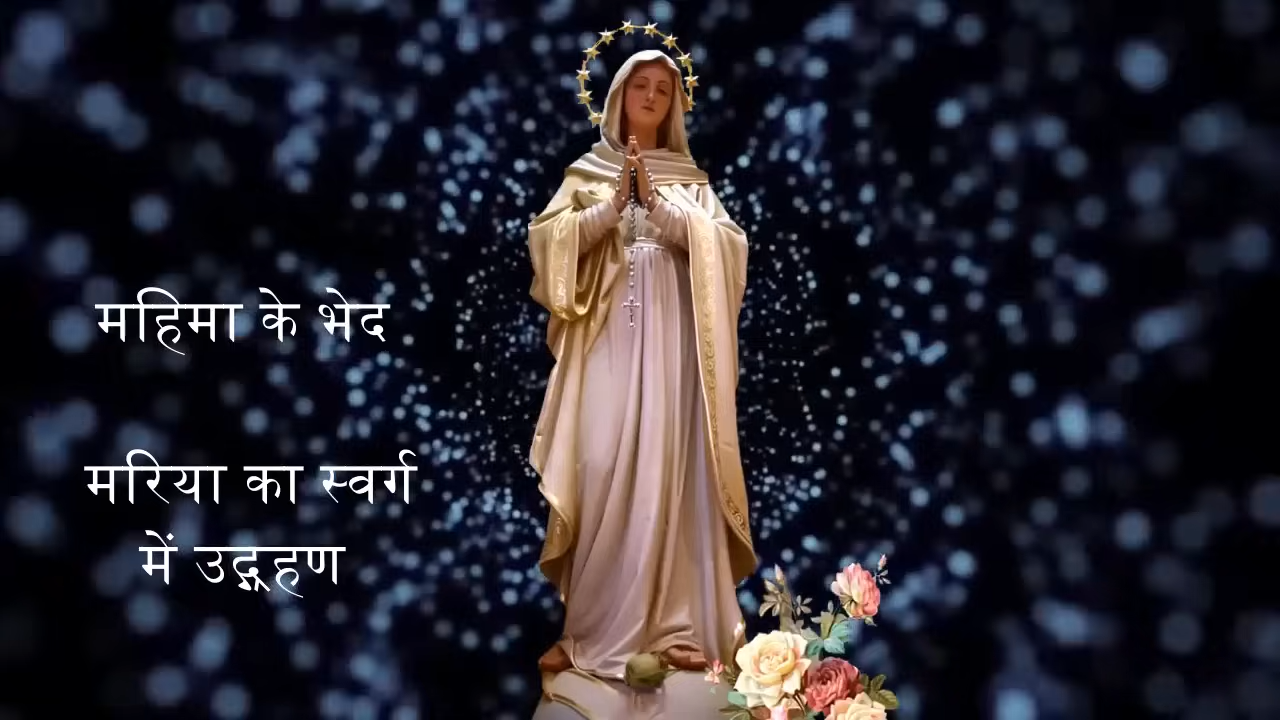 महिमा के भेद
मरिया का स्वर्ग
में उद्ग्रहण